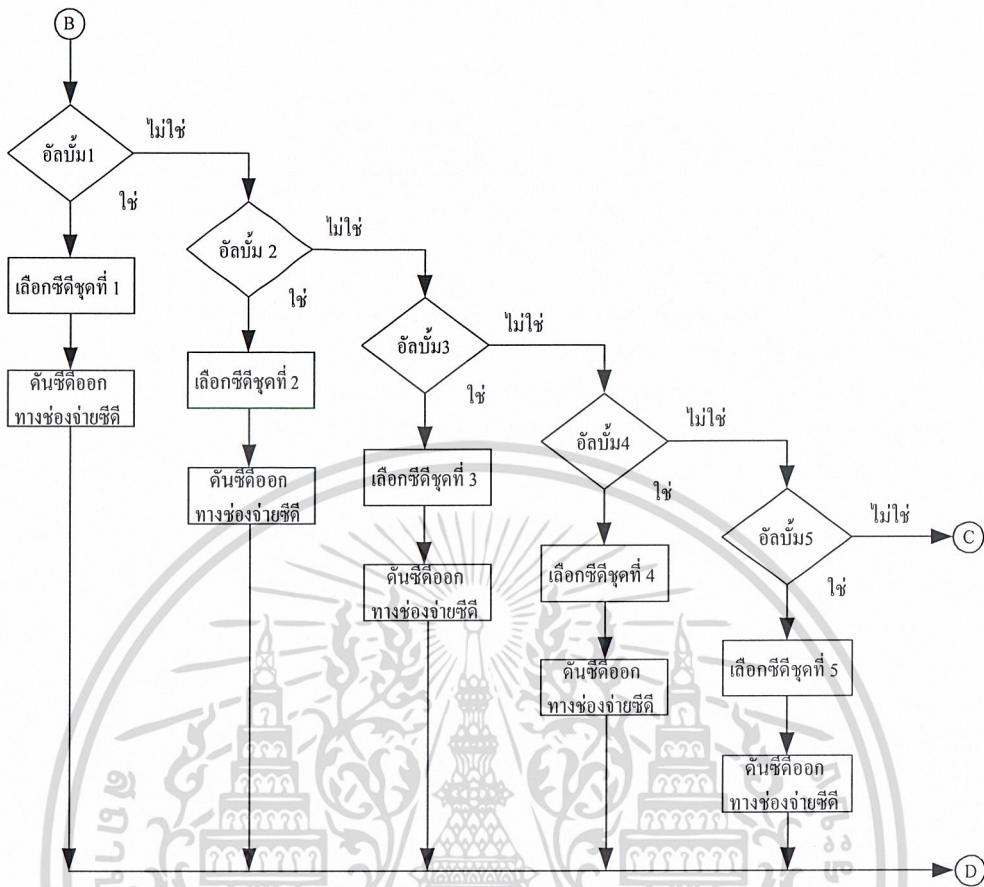 B
อัลบั้ม1
ไม่ใช่
ใช่
อัลบั้ม 2
ไม่ใช่
ใช่
เลือกซีดีชุดที่ 1
อัลบั้ม3
ไม่ใช่
ใช่
เลือกซีดีชุดที่ 2
ดันซีดีออก
ทางช่องจ่ายซีดี
อัลบั้ม4
ไม่ใช่
ใช่
เลือกซีดีชุดที่ 3
ดันซีดีออก
ทางช่องจ่ายซีดี
อัลบั้ม5
ไม่ใช่
C
ใช่
เลือกซีดีชุดที่ 4
ดันซีดีออก
ทางช่องจ่ายซีดี
เลือกซีดีชุดที่ 5
ดันซีดีออก
ทางช่องจ่ายซีดี
ดันซีดีออก
ทางช่องจ่ายซีดี
D